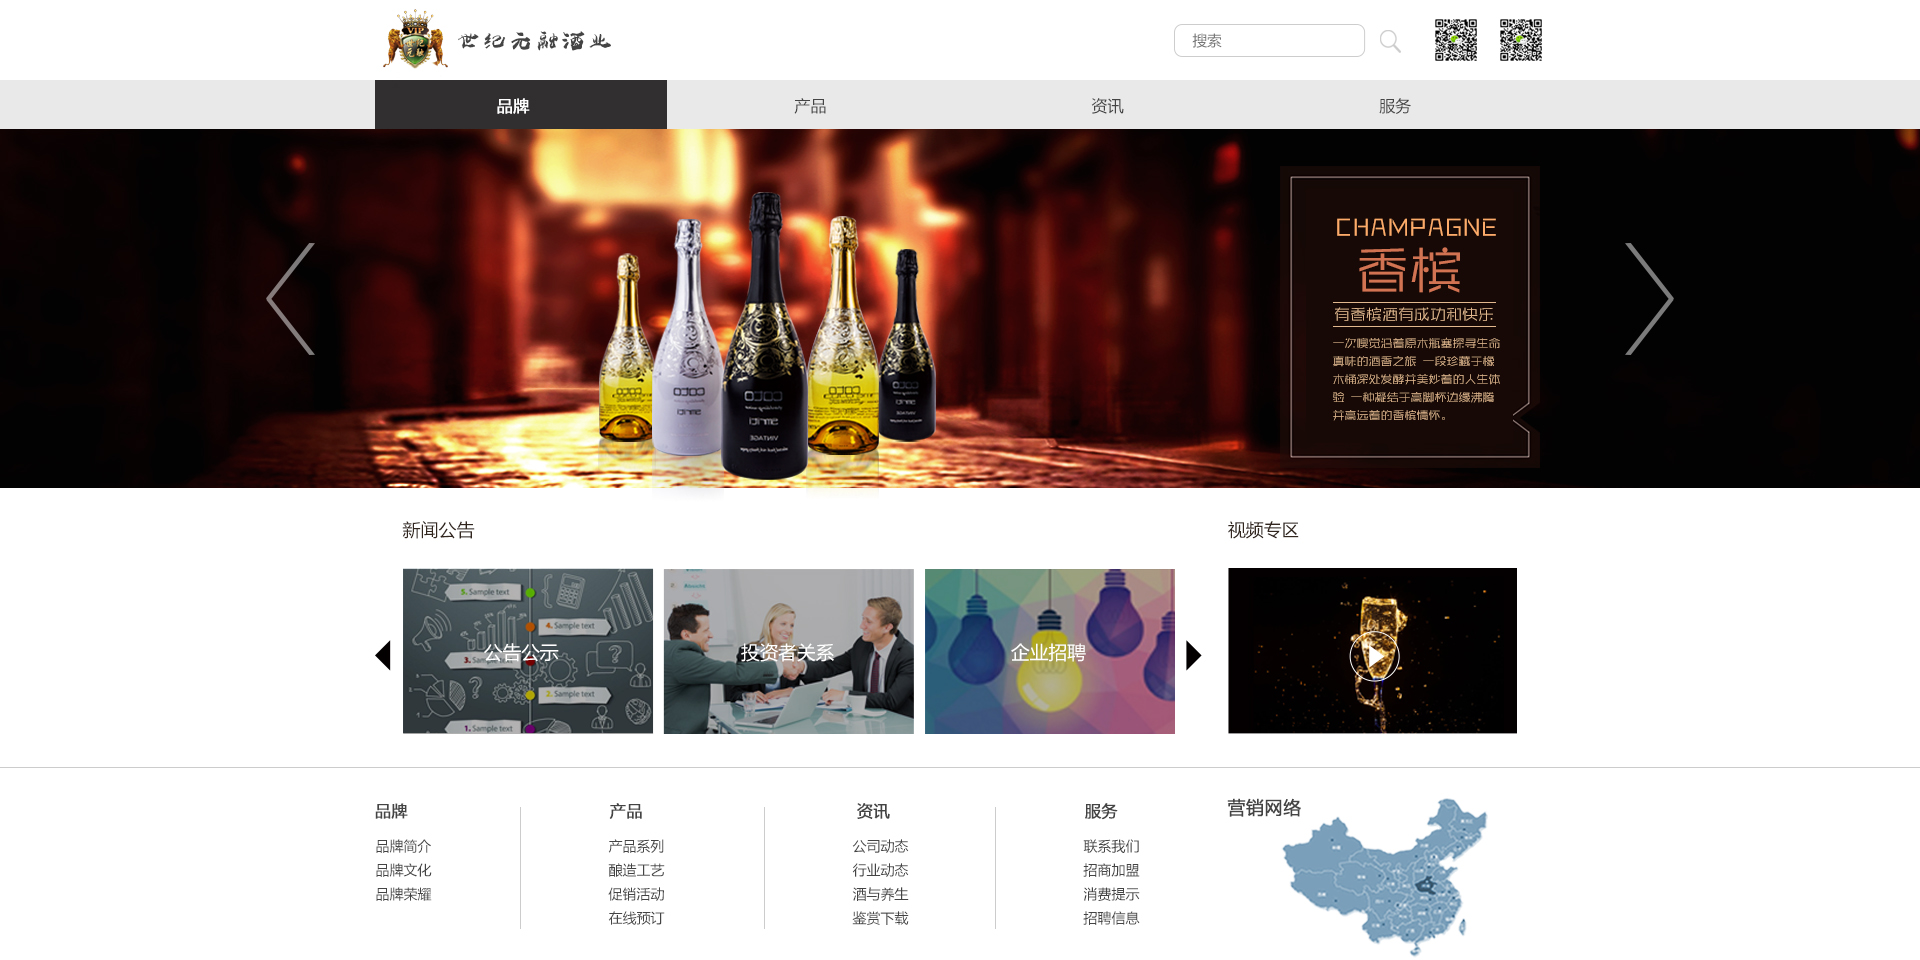 VIP
世纪元融酒业
搜索
品牌
产品
资讯
服务
CHAMPAGNE
香槟
有香槟酒有成功和快乐
一次嗅觉沿着原木瓶塞探寻生命
真味的酒香之旅 一段珍藏于橡
木桶深处发酵并美妙着的人生体
验 一种凝结于高脚杯边缘沸腾
并高远着的香槟情怀。
新闻公告
视频专区
5. Sample text
4. Sample text
3.
2. Sample text
1. Sample text
公告公示
投资者关系
企业招聘
品牌
品牌简介
品牌文化
品牌荣耀
产品
产品系列
酿造工艺
促销活动
在线预订
资讯
公司动态
行业动态
酒与养生
鉴赏下载
服务
联系我们
招商加盟
消费提示
招聘信息
营销网络